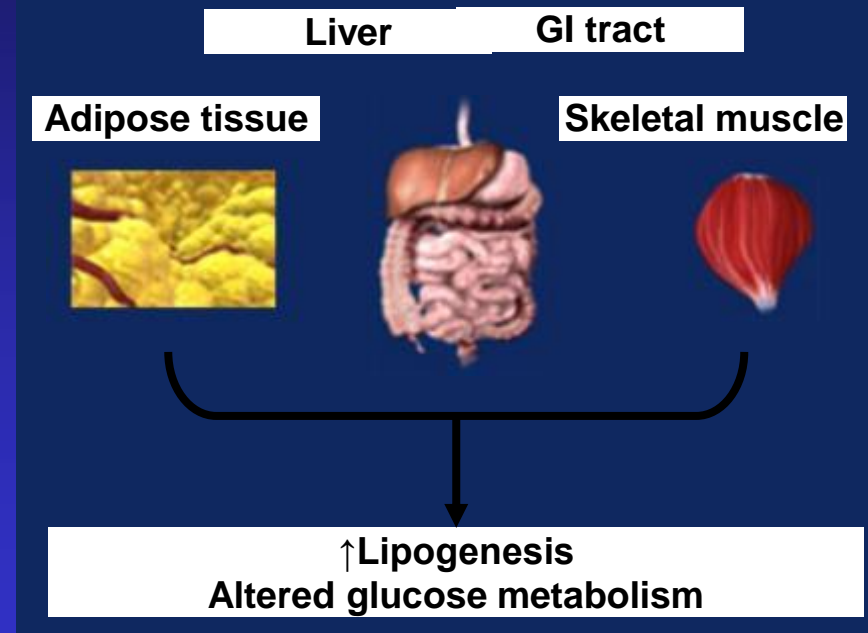 Liver
GI tract
Adipose tissue
Skeletal muscle
↑Lipogenesis
Altered glucose metabolism